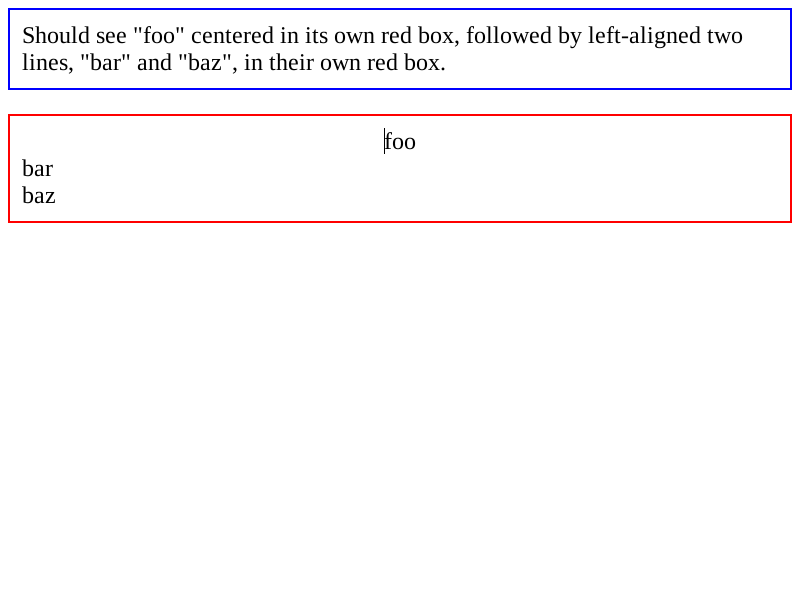 Should see "foo" centered in its own red box, followed by left-aligned two
lines, "bar" and "baz", in their own red box.
foo
bar
baz